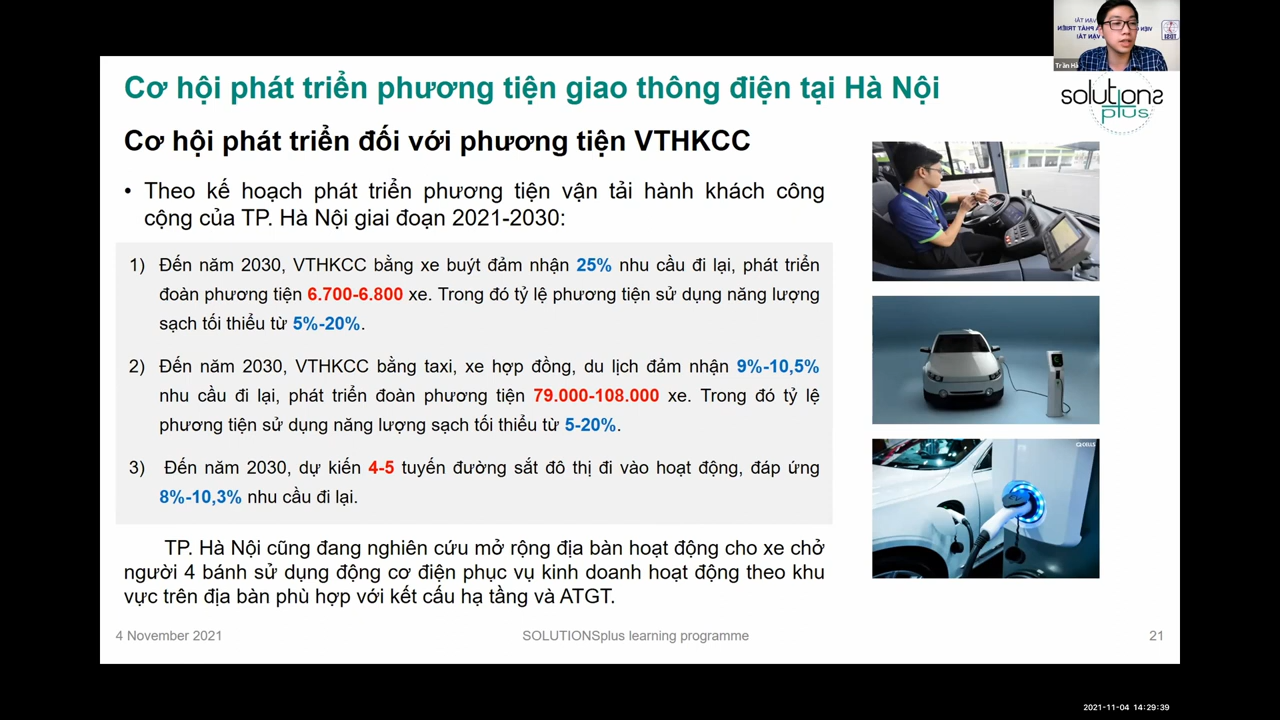 VẬN TẢI
VIỆN
PHÁT TRIỂN
VẬN TẢI
TDSI
Trần Hả
Cơ hội phát triển phương tiện giao thông điện tại Hà Nội
solutions
plus
Cơ hội phát triển đối với phương tiện VTHKCC
• Theo kế hoạch phát triển phương tiện vận tải hành khách công
cộng của TP. Hà Nội giai đoạn 2021-2030:
1) Đến năm 2030, VTHKCC bằng xe buýt đảm nhận 25% nhu cầu đi lại, phát triển
đoàn phương tiện 6.700-6.800 xe. Trong đó tỷ lệ phương tiện sử dụng năng lượng
sạch tối thiểu từ 5%-20%.
2) Đến năm 2030, VTHKCC bằng taxi, xe hợp đồng, du lịch đảm nhận 9%-10,5%
nhu cầu đi lại, phát triển đoàn phương tiện 79.000-108.000 xe. Trong đó tỷ lệ
phương tiện sử dụng năng lượng sạch tối thiểu từ 5-20%.
3) Đến năm 2030, dự kiến 4-5 tuyến đường sắt đô thị đi vào hoạt động, đáp ứng
8%-10,3% nhu cầu đi lại.
TP. Hà Nội cũng đang nghiên cứu mở rộng địa bàn hoạt động cho xe chở
người 4 bánh sử dụng động cơ điện phục vụ kinh doanh hoạt động theo khu
vực trên địa bàn phù hợp với kết cấu hạ tầng và ATGT.
4 November 2021
SOLUTIONSplus learning programme
21
2021-11-04 14:29:39